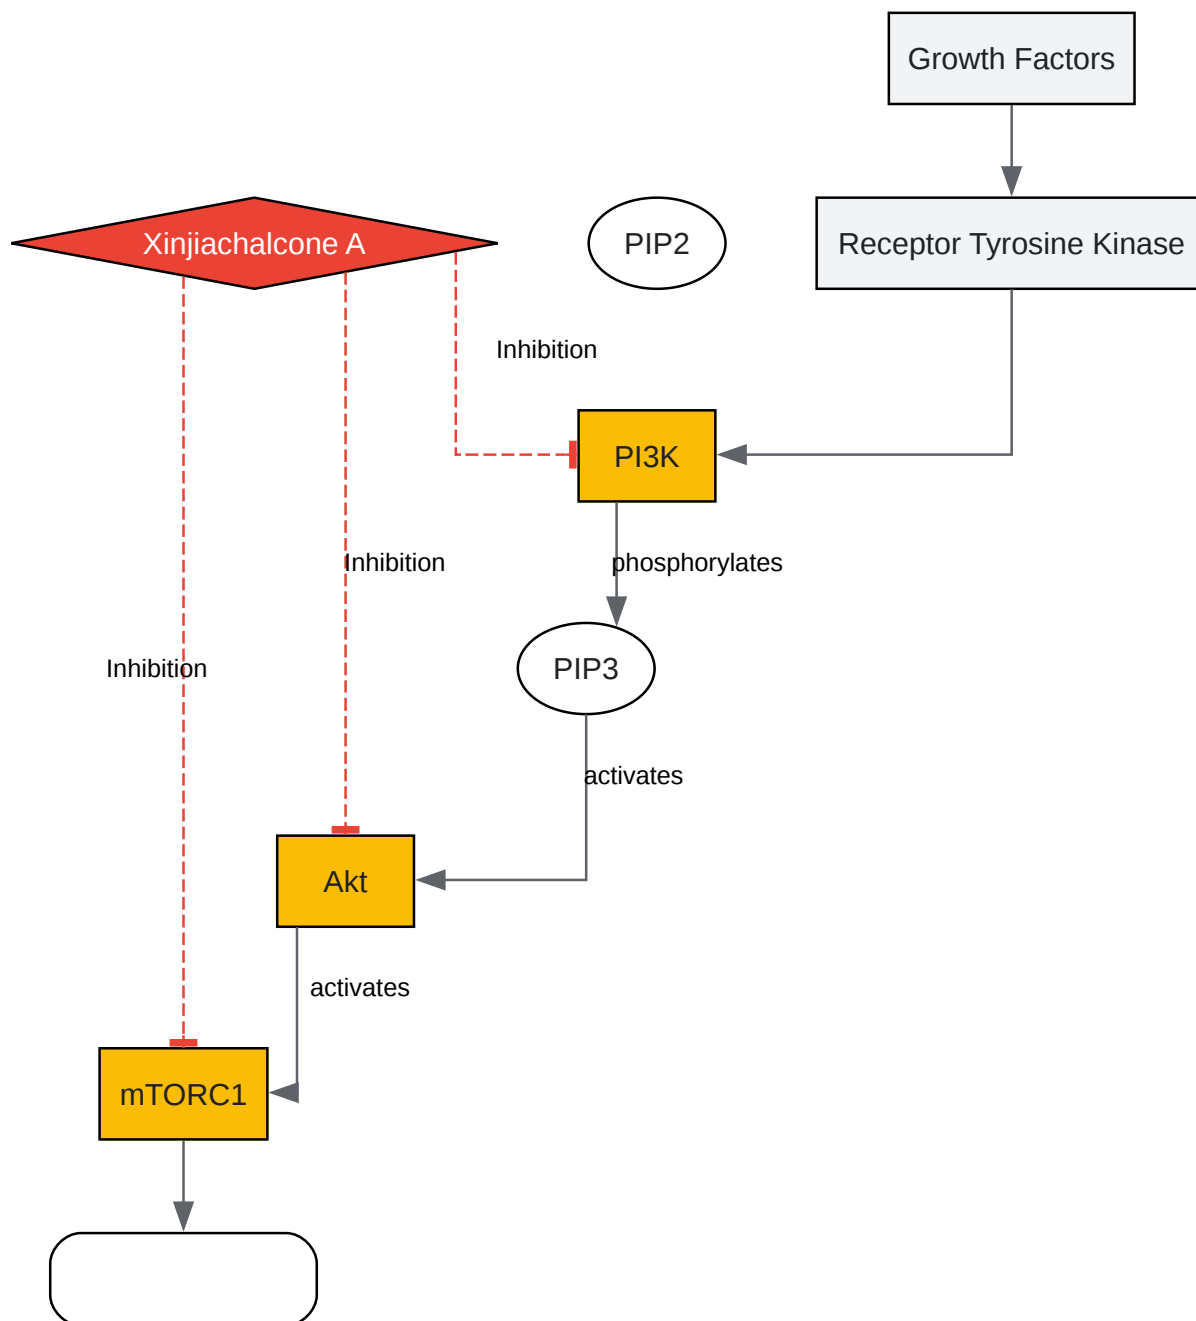 Growth Factors
Xinjiachalcone A
PIP2
Receptor Tyrosine Kinase
Inhibition
PI3K
Inhibition
phosphorylates
Inhibition
PIP3
activates
Akt
activates
mTORC1